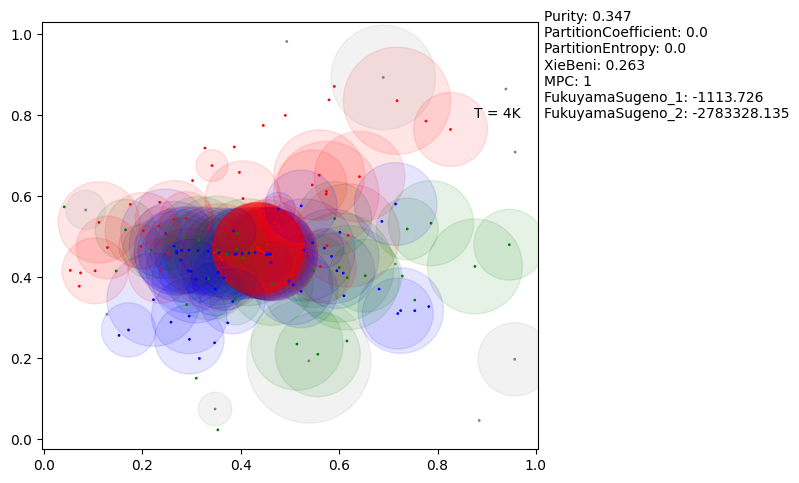 Purity: 0.347
PartitionCoefficient: 0.0
PartitionEntropy: 0.0
XieBeni: 0.263
MPC: 1
FukuyamaSugeno_1: -1113.726
FukuyamaSugeno_2: -2783328.135
T = 4K
1.0
0.8
0.6
0.4
0.2
0.0
0.0 0.2 0.4 0.6 0.8 1.0